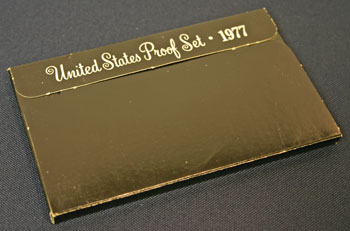 United States Proof Set · 1977